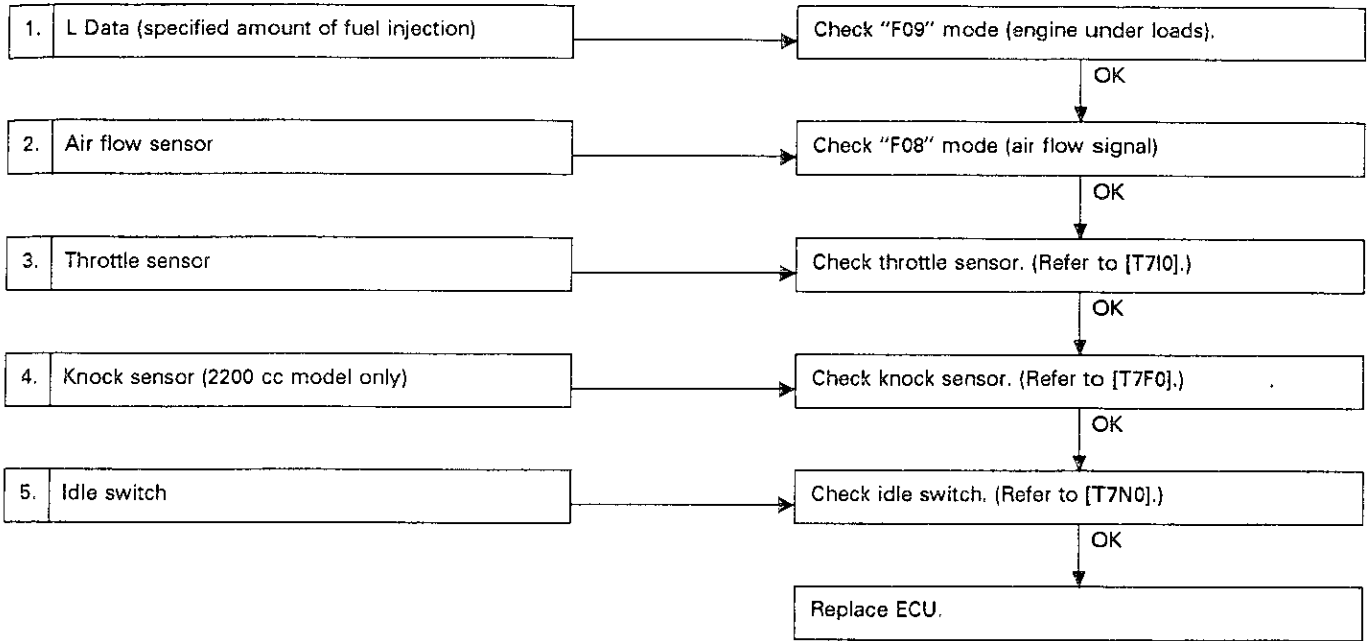 1. L Data (specified amount of fuel injection)
Check "F09" mode (engine under loads).
OK
2. Air flow sensor
Check "F08" mode (air flow signal)
OK
3. Throttle sensor
Check throttle sensor. (Refer to [T7I0].)
OK
4. Knock sensor (2200 cc model only)
Check knock sensor. (Refer to [T7F0].)
OK
5. Idle switch
Check idle switch. (Refer to [T7N0].)
OK
Replace ECU.